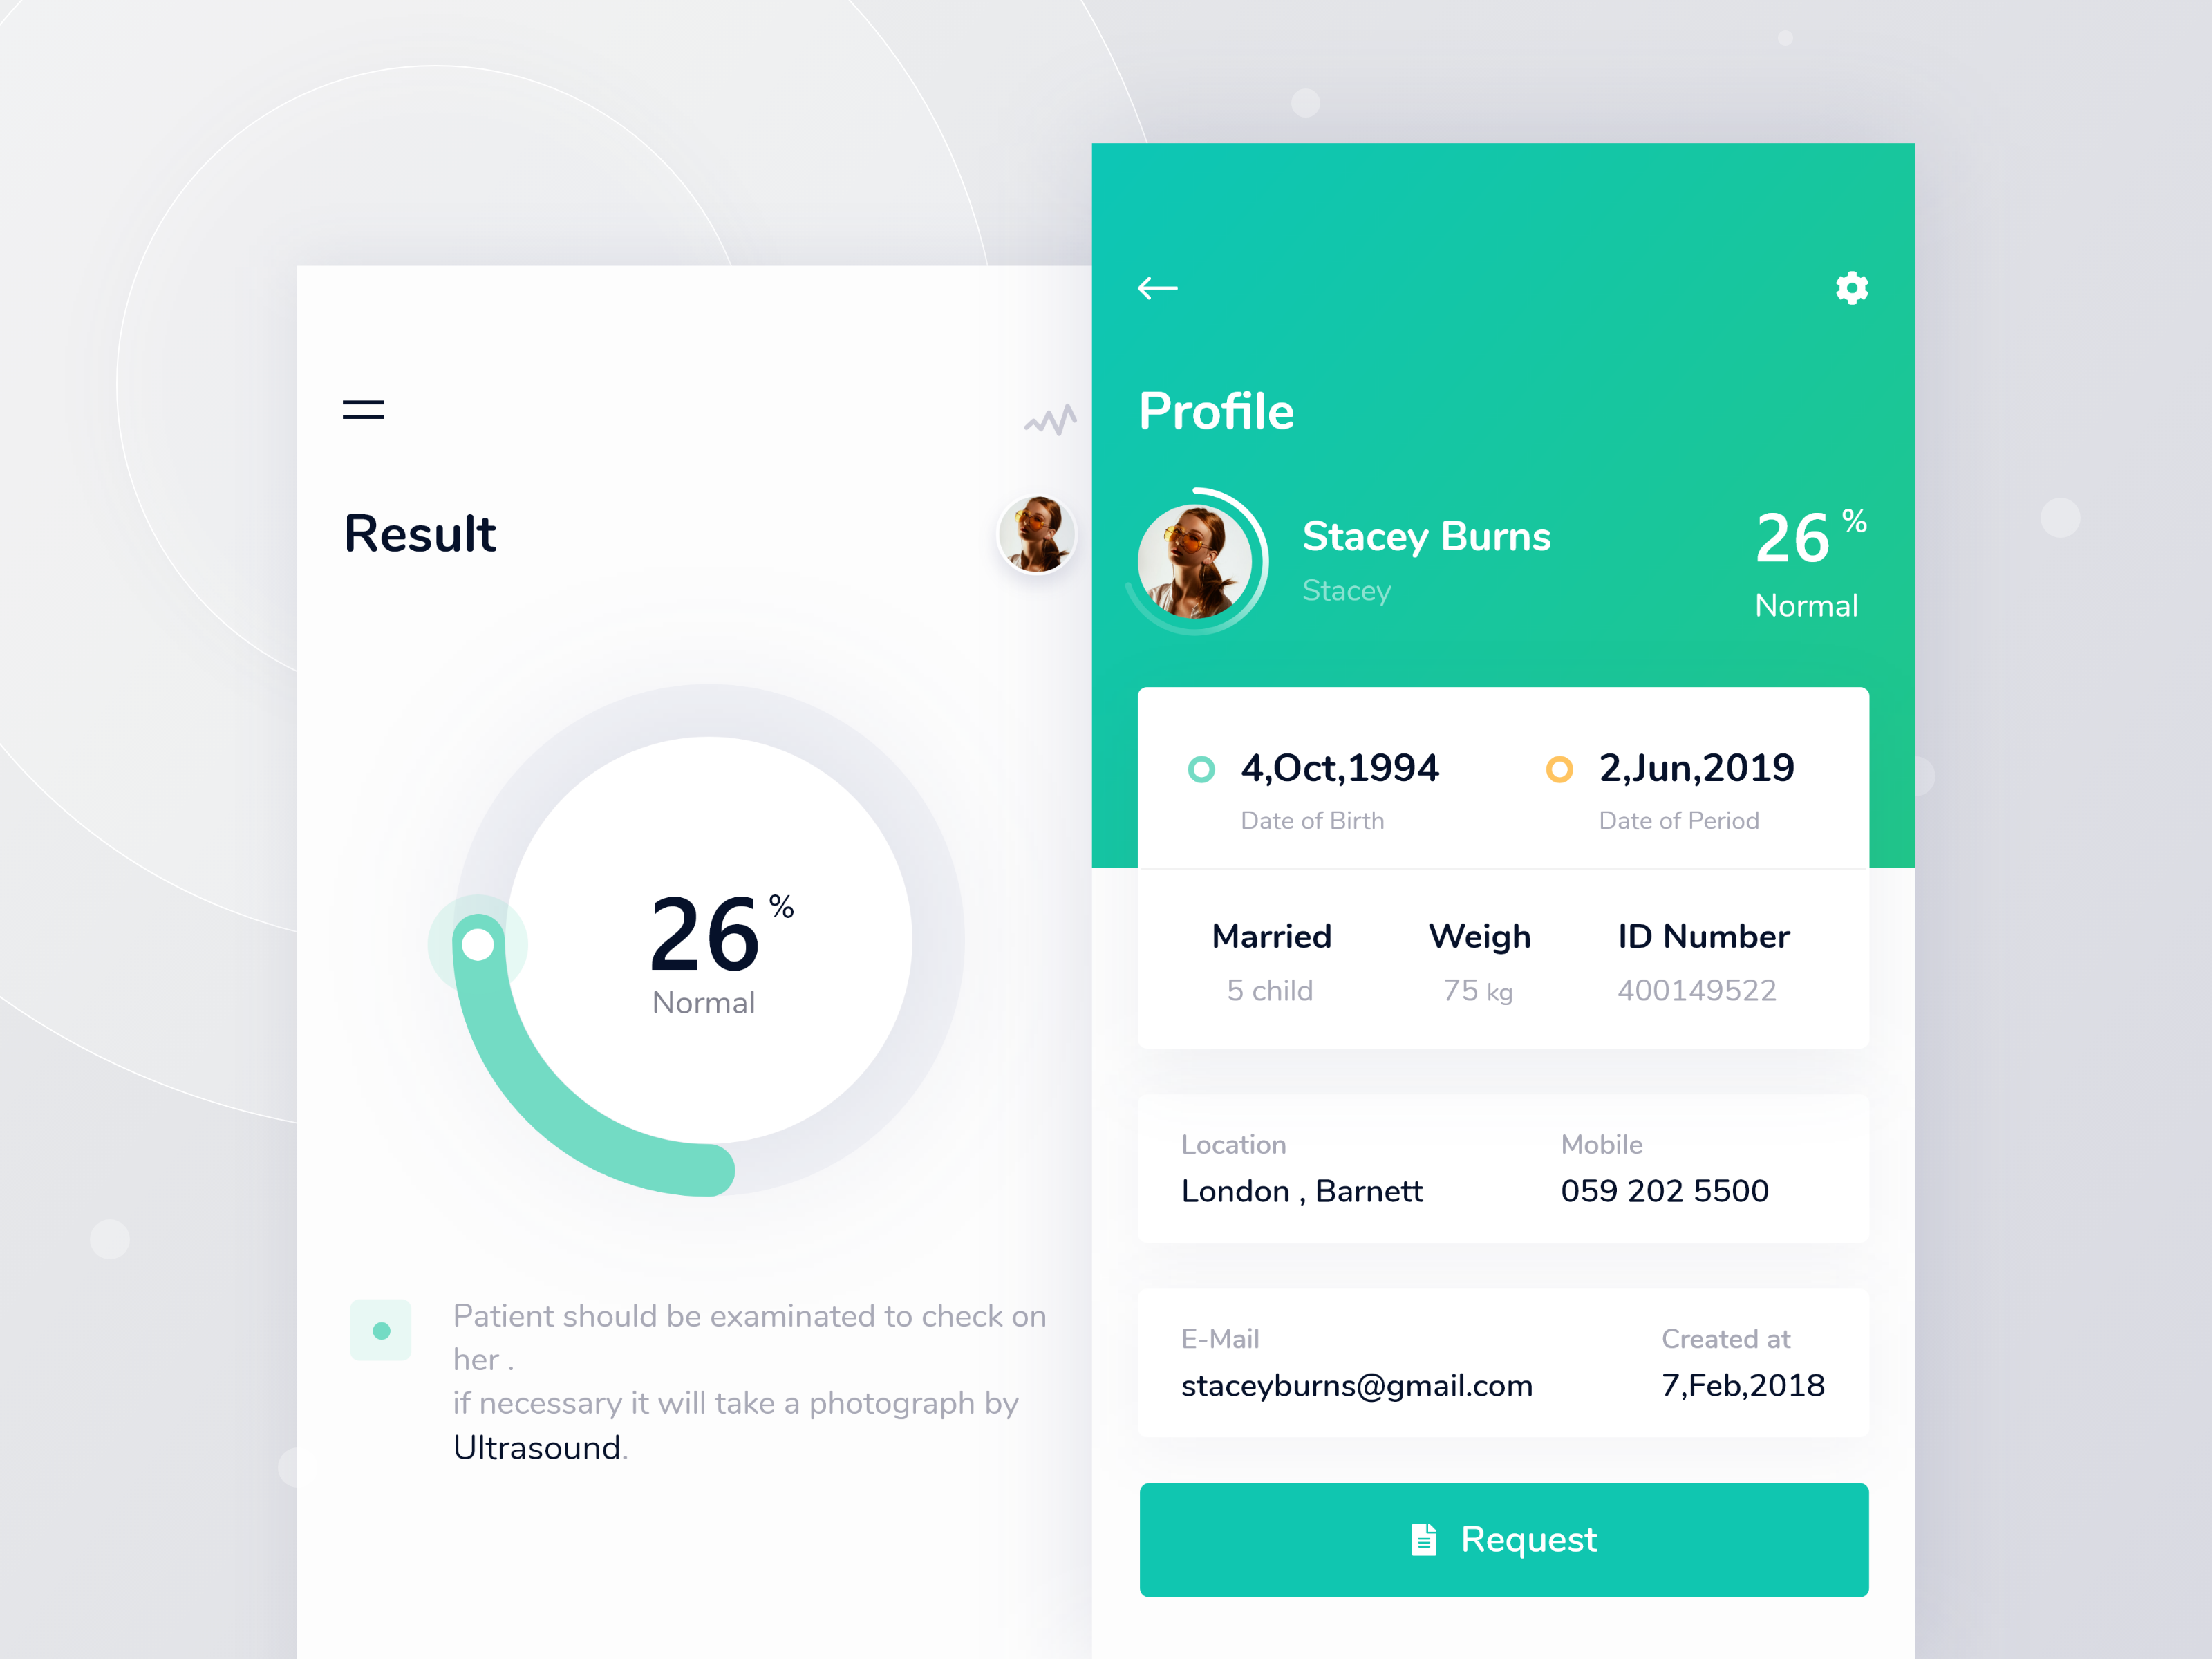 Result
26 %
Normal
Patient should be examinated to check on
her .
if necessary it will take a photograph by
Ultrasound.
Profile
Stacey Burns
Stacey
26 %
Normal
4,Oct,1994
Date of Birth
2,Jun,2019
Date of Period
Married
5 child
Weigh
75 kg
ID Number
400149522
Location
London , Barnett
Mobile
059 202 5500
E-Mail
staceyburns@gmail.com
Created at
7,Feb,2018
Request